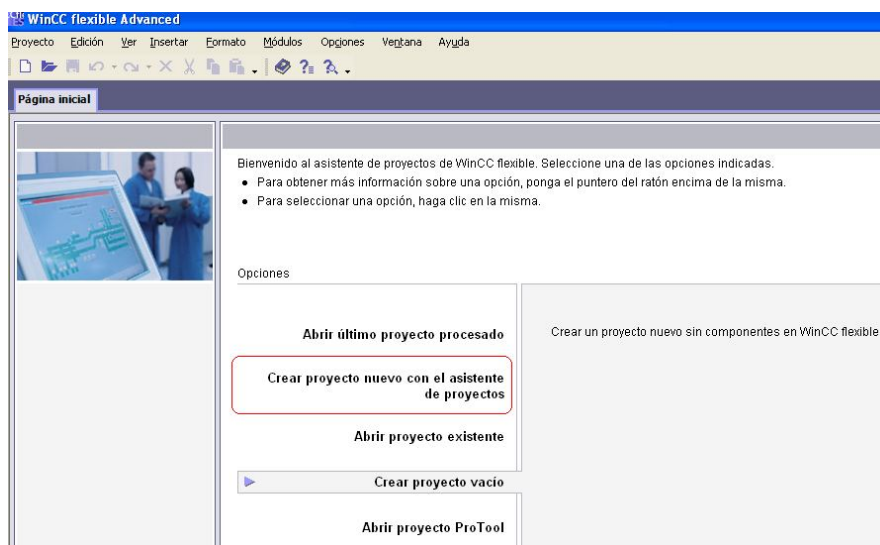 WinCC flexible Advanced
Proyecto Edición Ver Insertar Formato Módulos Opciones Ventana Ayuda
Página inicial
Bienvenido al asistente de proyectos de WinCC flexible. Seleccione una de las opciones indicadas.
• Para obtener más información sobre una opción, ponga el puntero del ratón encima de la misma.
• Para seleccionar una opción, haga clic en la misma.
Opciones
Abrir último proyecto procesado
Crear un proyecto nuevo sin componentes en WinCC flexible
Crear proyecto nuevo con el asistente
de proyectos
Abrir proyecto existente
Crear proyecto vacío
Abrir proyecto ProTool